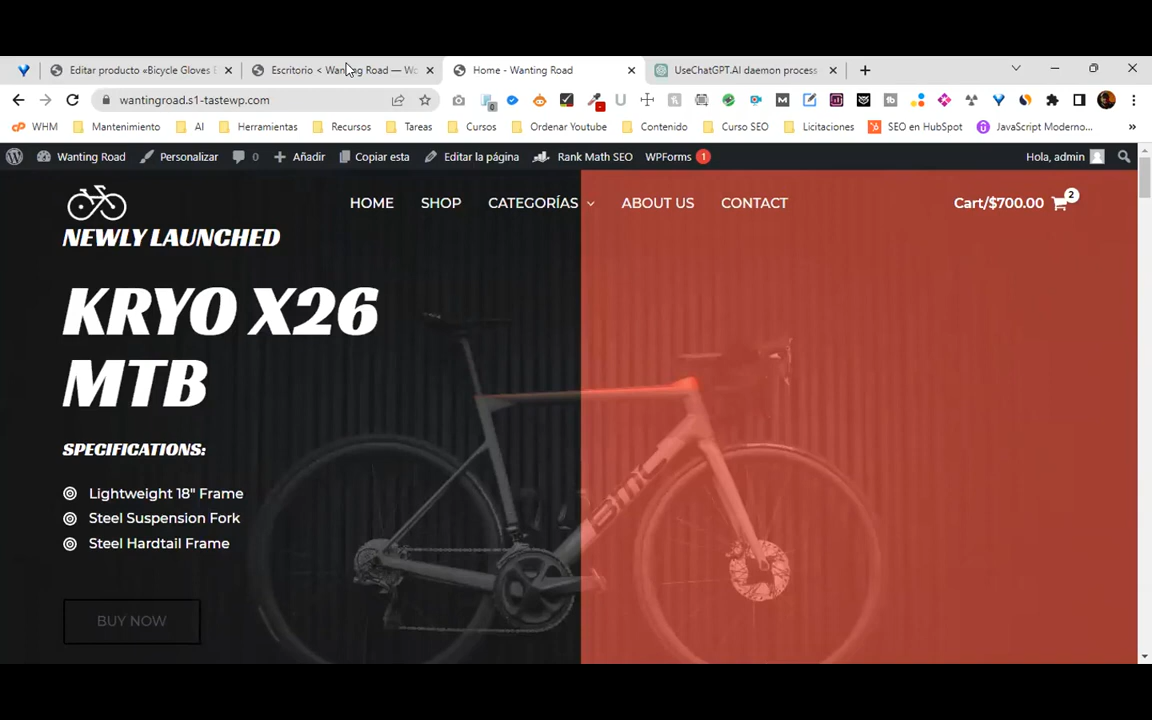 Editar producto «Bicycle Gloves E
Escritorio < Wanting Road — Wo
Home - Wanting Road
UseChatGPT.AI daemon process
wantingroad.s1-tastewp.com
WHM
Mantenimiento
AI
Herramientas
Recursos
Tareas
Cursos
Ordenar Youtube
Contenido
Curso SEO
Licitaciones
SEO en HubSpot
JavaScript Moderno...
Wanting Road
Personalizar
0
Añadir
Copiar esta
Editar la página
Rank Math SEO
WPForms 1
Hola, admin
HOME
SHOP
CATEGORÍAS
ABOUT US
CONTACT
Cart/$700.00
2
NEWLY LAUNCHED
KRYO X26
MTB
SPECIFICATIONS:
Lightweight 18" Frame
Steel Suspension Fork
Steel Hardtail Frame
BUY NOW